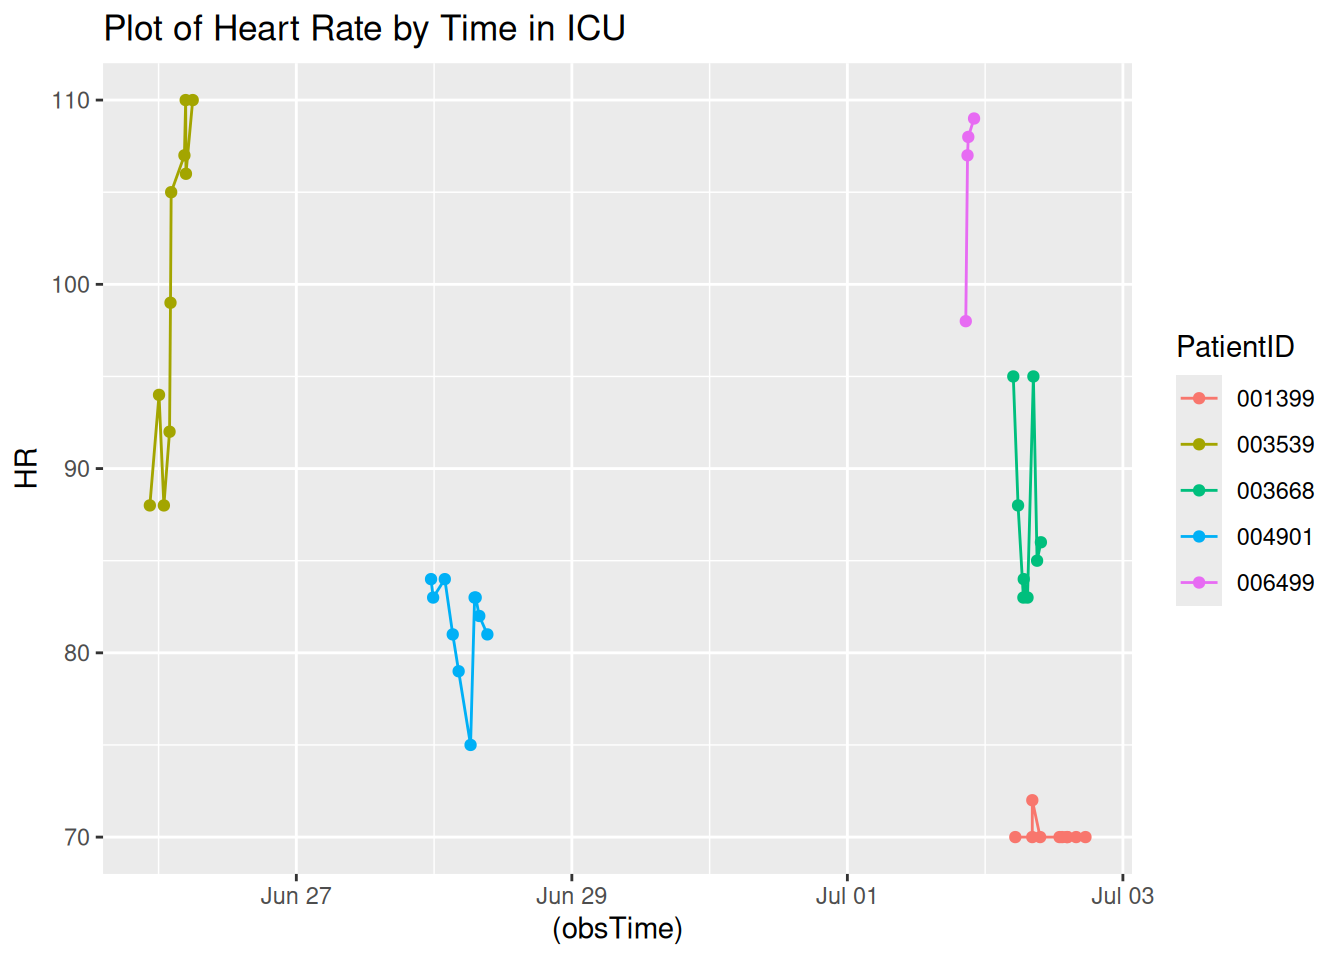 Plot of Heart Rate by Time in ICU
110
100
90
80
70
HR
Jun 27
Jun 29
Jul 01
Jul 03
(obsTime)
PatientID
001399
003539
003668
004901
006499